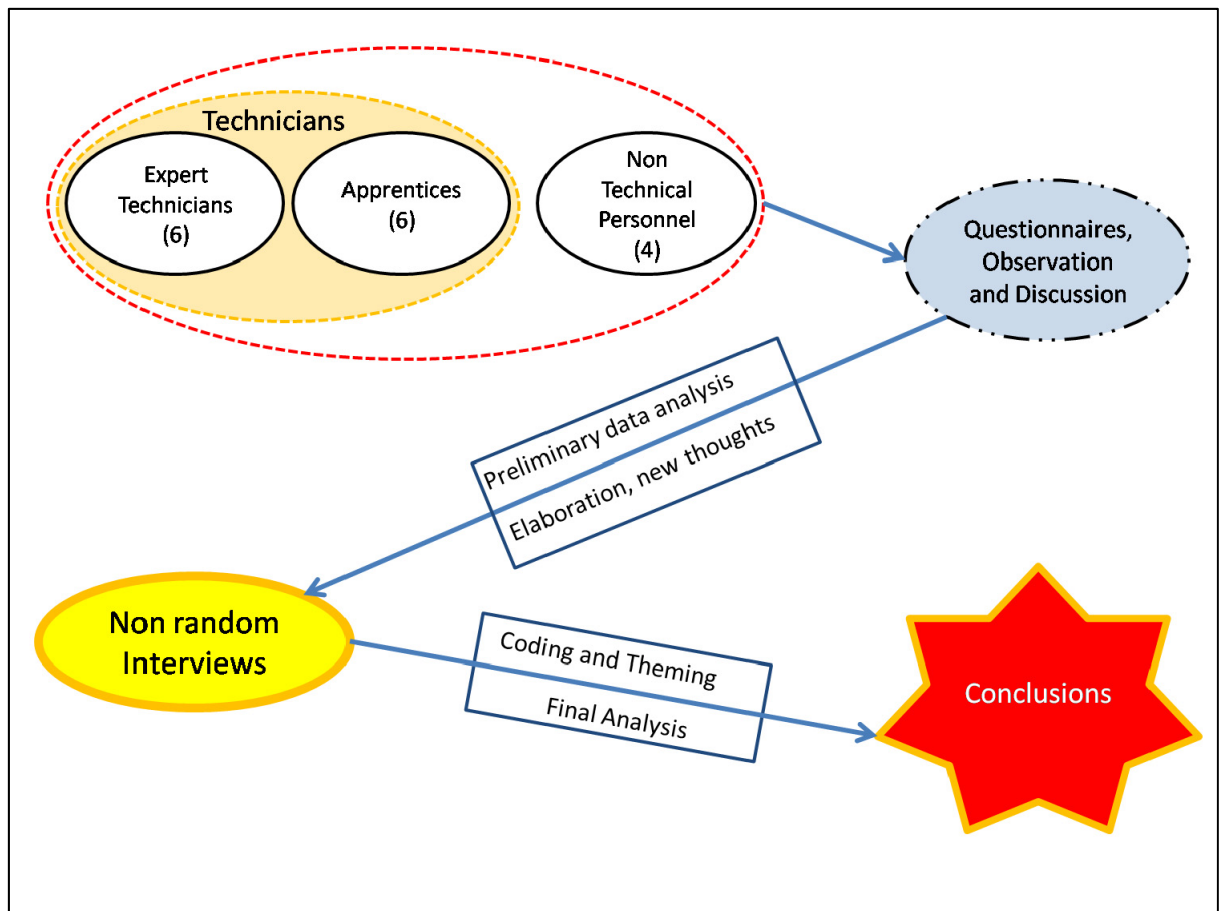 Technicians
Expert
Technicians
(6)
Apprentices
(6)
Non
Technical
Personnel
(4)
Questionnaires,
Observation
and Discussion
Preliminary data analysis
Elaboration, new thoughts
Non random
Interviews
Coding and Theming
Final Analysis
Conclusions